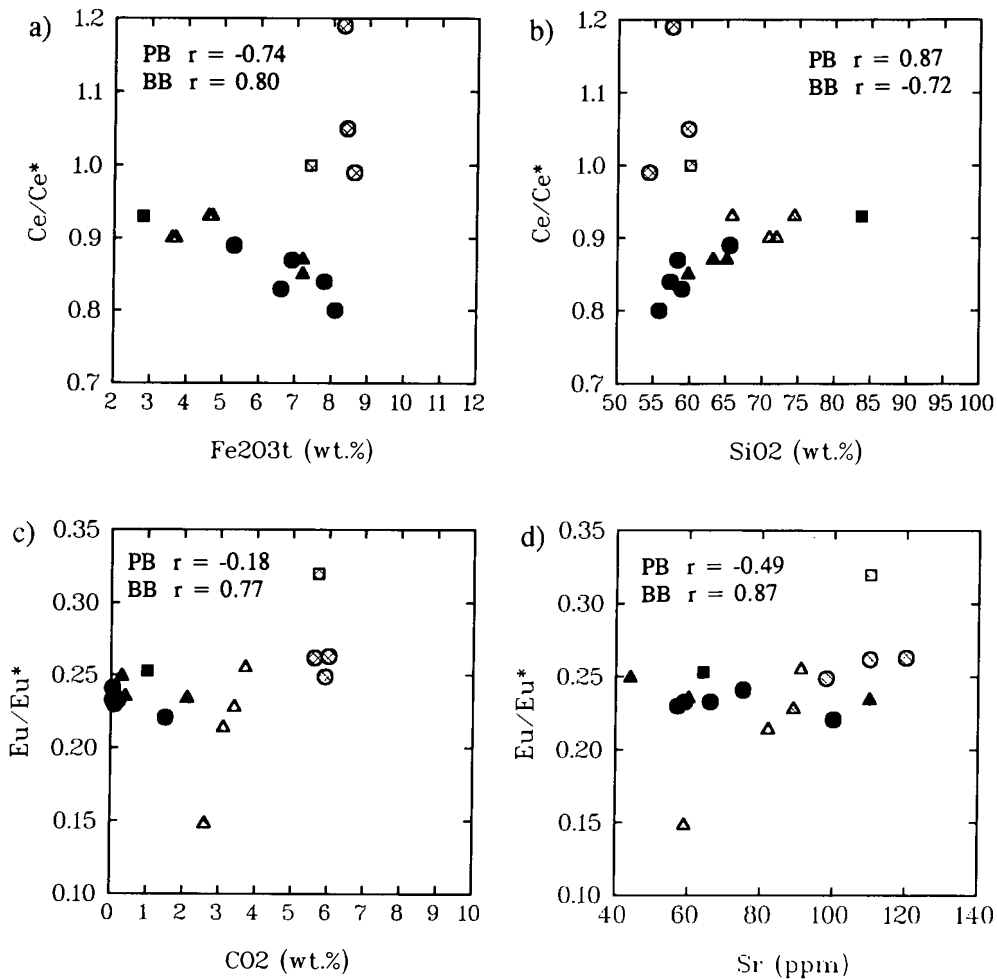 a)
PB r = -0.74
BB r = 0.80
1.2
1.1
1.0
0.9
0.8
0.7
Ce/Ce*
2 3 4 5 6 7 8 9 10 11 12
Fe2O3t (wt.%)
b)
PB r = 0.87
BB r = -0.72
1.2
1.1
1.0
0.9
0.8
0.7
Ce/Ce*
50 55 60 65 70 75 80 85 90 95 100
SiO2 (wt.%)
c)
PB r = -0.18
BB r = 0.77
0.35
0.30
0.25
0.20
0.15
0.10
Eu/Eu*
0 1 2 3 4 5 6 7 8 9 10
CO2 (wt.%)
d)
PB r = -0.49
BB r = 0.87
0.35
0.30
0.25
0.20
0.15
0.10
Eu/Eu*
40 60 80 100 120 140
Sr (ppm)